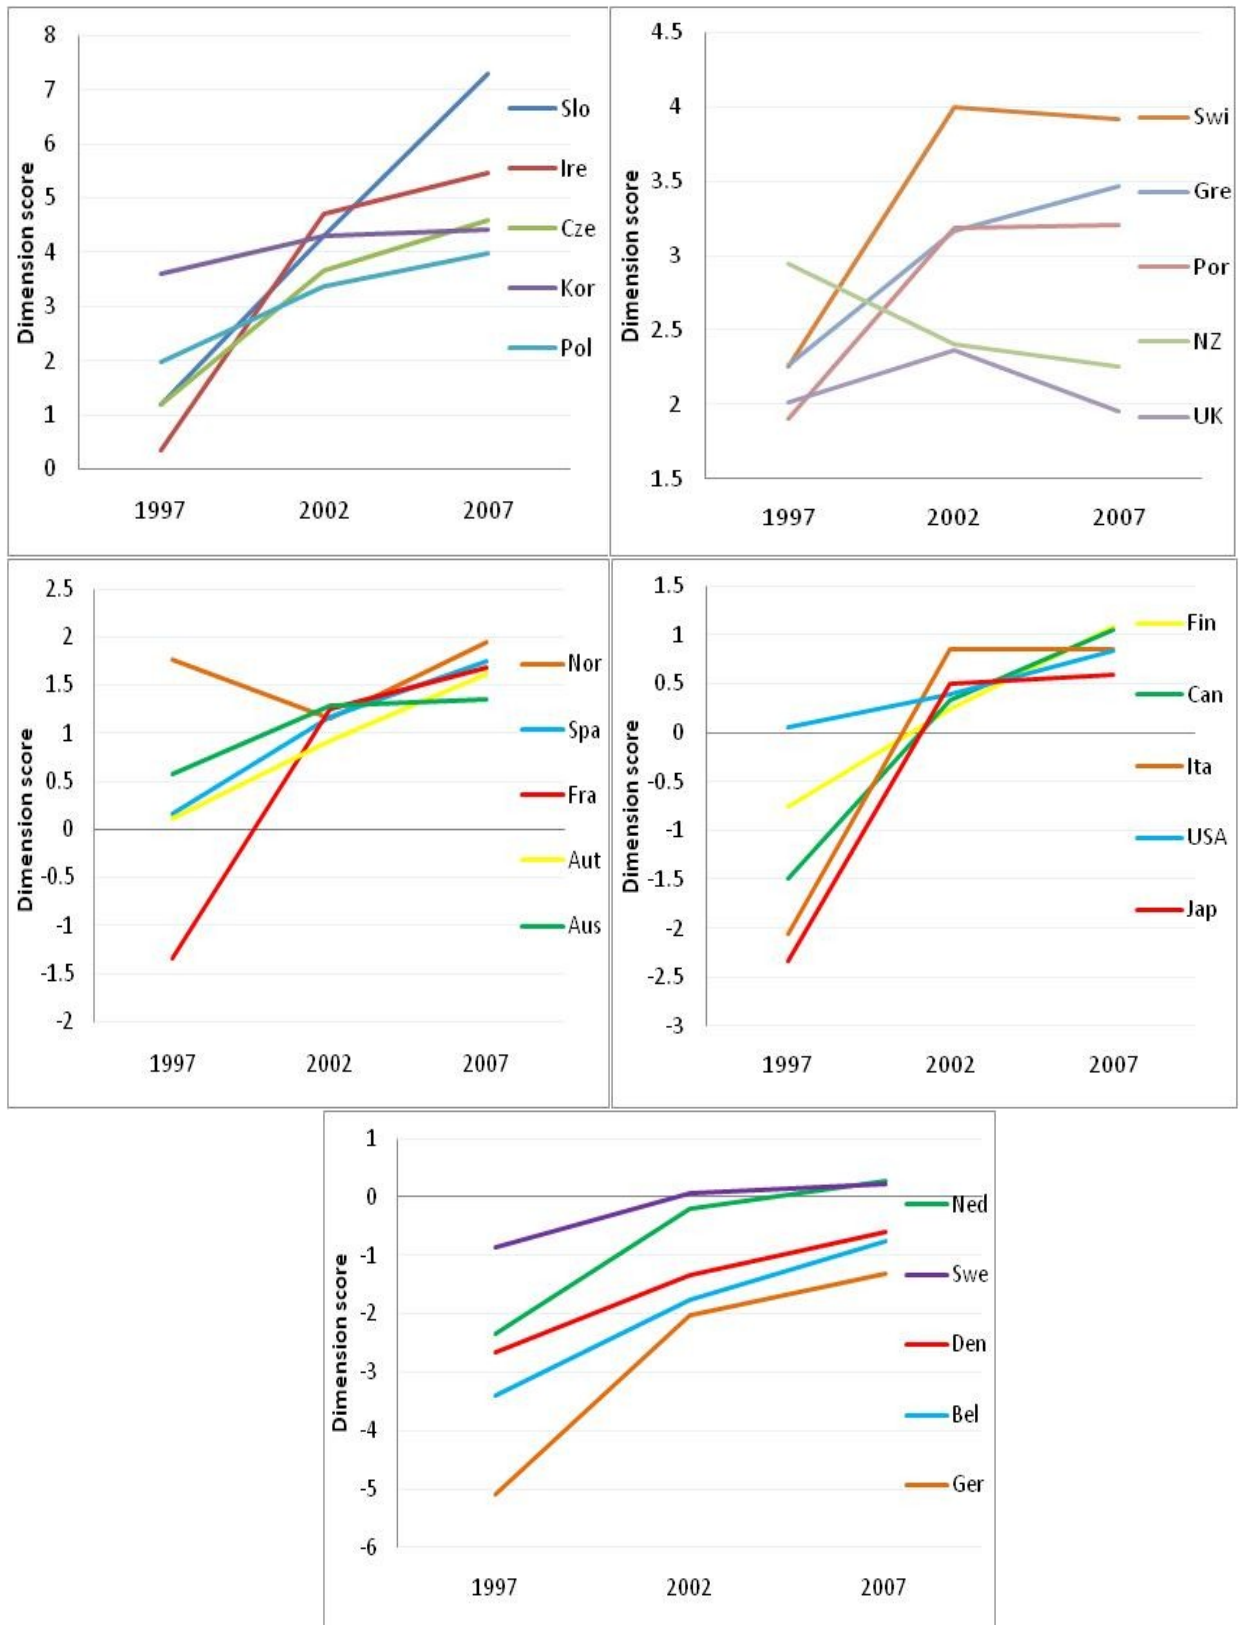 8
7
6
5
4
3
2
1
0
Dimension score
1997 2002 2007
Slo
Ire
Cze
Kor
Pol
4.5
4
3.5
3
2.5
2
1.5
Dimension score
1997 2002 2007
Swi
Gre
Por
NZ
UK
2.5
2
1.5
1
0.5
0
-0.5
-1
-1.5
-2
Dimension score
1997 2002 2007
Nor
Spa
Fra
Aut
Aus
1.5
1
0.5
0
-0.5
-1
-1.5
-2
-2.5
-3
Dimension score
1997 2002 2007
Fin
Can
Ita
USA
Jap
1
0
-1
-2
-3
-4
-5
-6
Dimension score
1997 2002 2007
Ned
Swe
Den
Bel
Ger